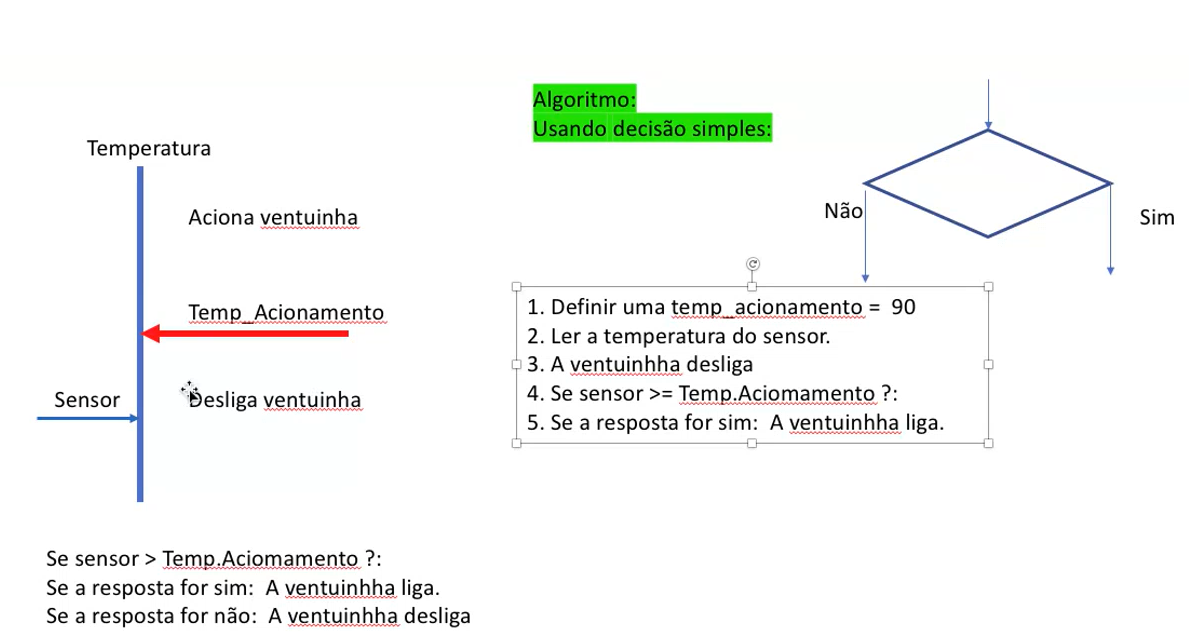 Algoritmo:
Usando decisão simples:
Temperatura
Aciona ventuinha
Temp_Acionamento
Sensor
Desliga ventuinha
Não
Sim
1. Definir uma temp_acionamento = 90
2. Ler a temperatura do sensor.
3. A ventuinhha desliga
4. Se sensor >= Temp.Aciomamento ?:
5. Se a resposta for sim: A ventuinhha liga.
Se sensor > Temp.Aciomamento ?:
Se a resposta for sim: A ventuinhha liga.
Se a resposta for não: A ventuinhha desliga